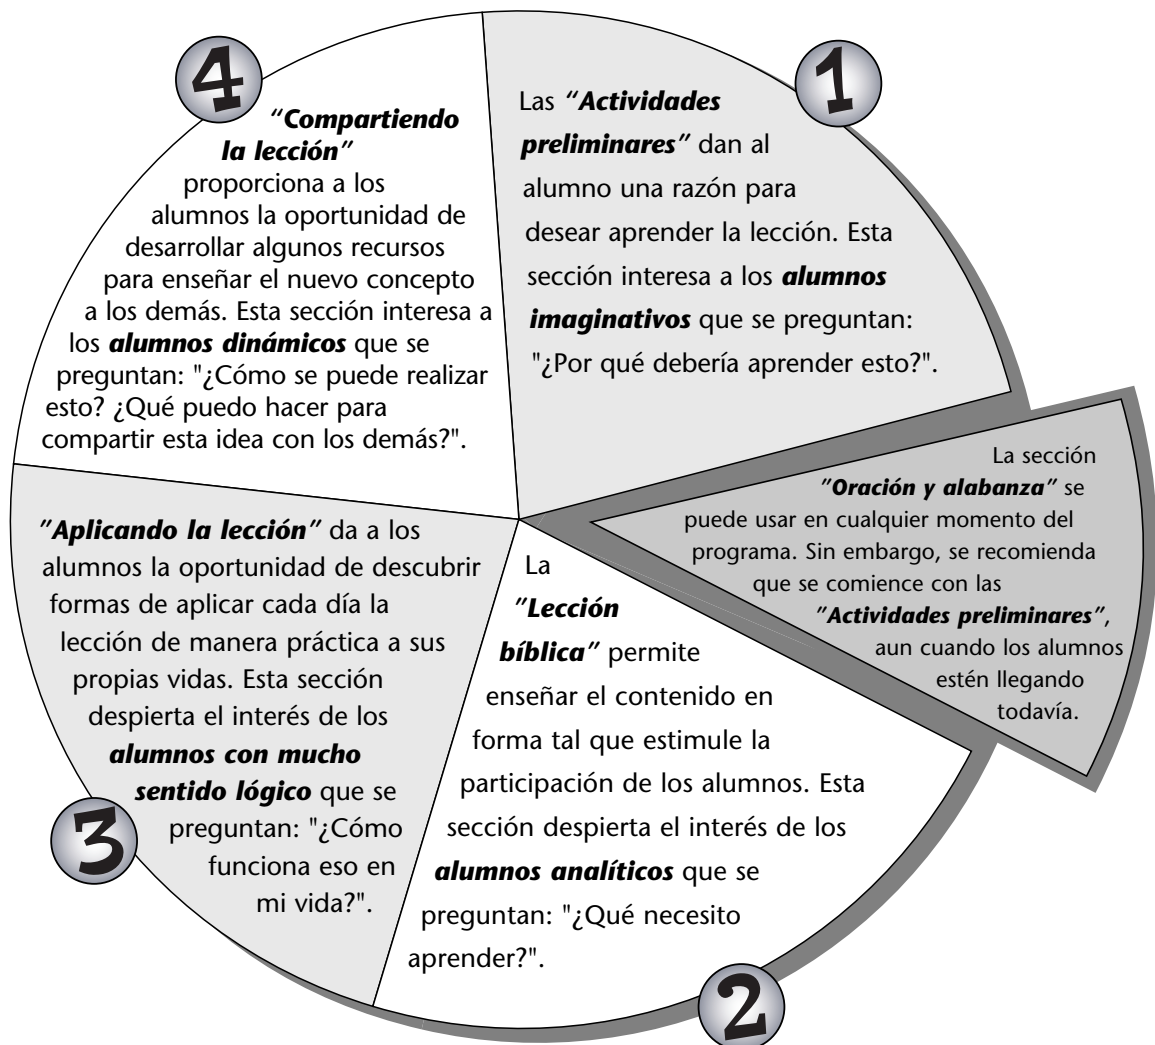 1
Las “Actividades
preliminares” dan al
alumno una razón para
desear aprender la lección. Esta
sección interesa a los alumnos
imaginativos que se preguntan:
"¿Por qué debería aprender esto?".
La sección
”Oración y alabanza” se
puede usar en cualquier momento del
programa. Sin embargo, se recomienda
que se comience con las
”Actividades preliminares”,
aun cuando los alumnos
estén llegando
todavía.
La
”Lección
bíblica” permite
enseñar el contenido en
forma tal que estimule la
participación de los alumnos. Esta
sección despierta el interés de los
alumnos analíticos que se
preguntan: "¿Qué necesito
aprender?".
2
”Aplicando la lección” da a los
alumnos la oportunidad de descubrir
formas de aplicar cada día la
lección de manera práctica a sus
propias vidas. Esta sección
despierta el interés de los
alumnos con mucho
sentido lógico que se
preguntan: "¿Cómo
funciona eso en
mi vida?".
3
4
“Compartiendo
la lección”
proporciona a los
alumnos la oportunidad de
desarrollar algunos recursos
para enseñar el nuevo concepto
a los demás. Esta sección interesa a
los alumnos dinámicos que se
preguntan: "¿Cómo se puede realizar
esto? ¿Qué puedo hacer para
compartir esta idea con los demás?".